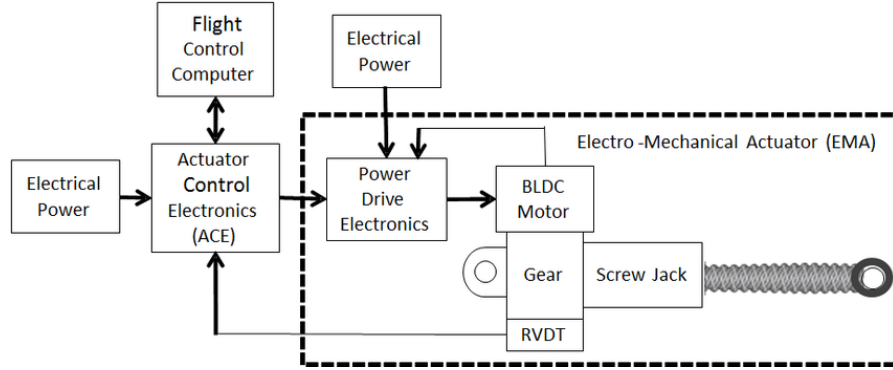 Flight
Control
Computer
Electrical
Power
Electro -Mechanical Actuator (EMA)
Electrical
Power
Actuator
Control
Electronics
(ACE)
Power
Drive
Electronics
BLDC
Motor
Gear
Screw Jack
RVDT